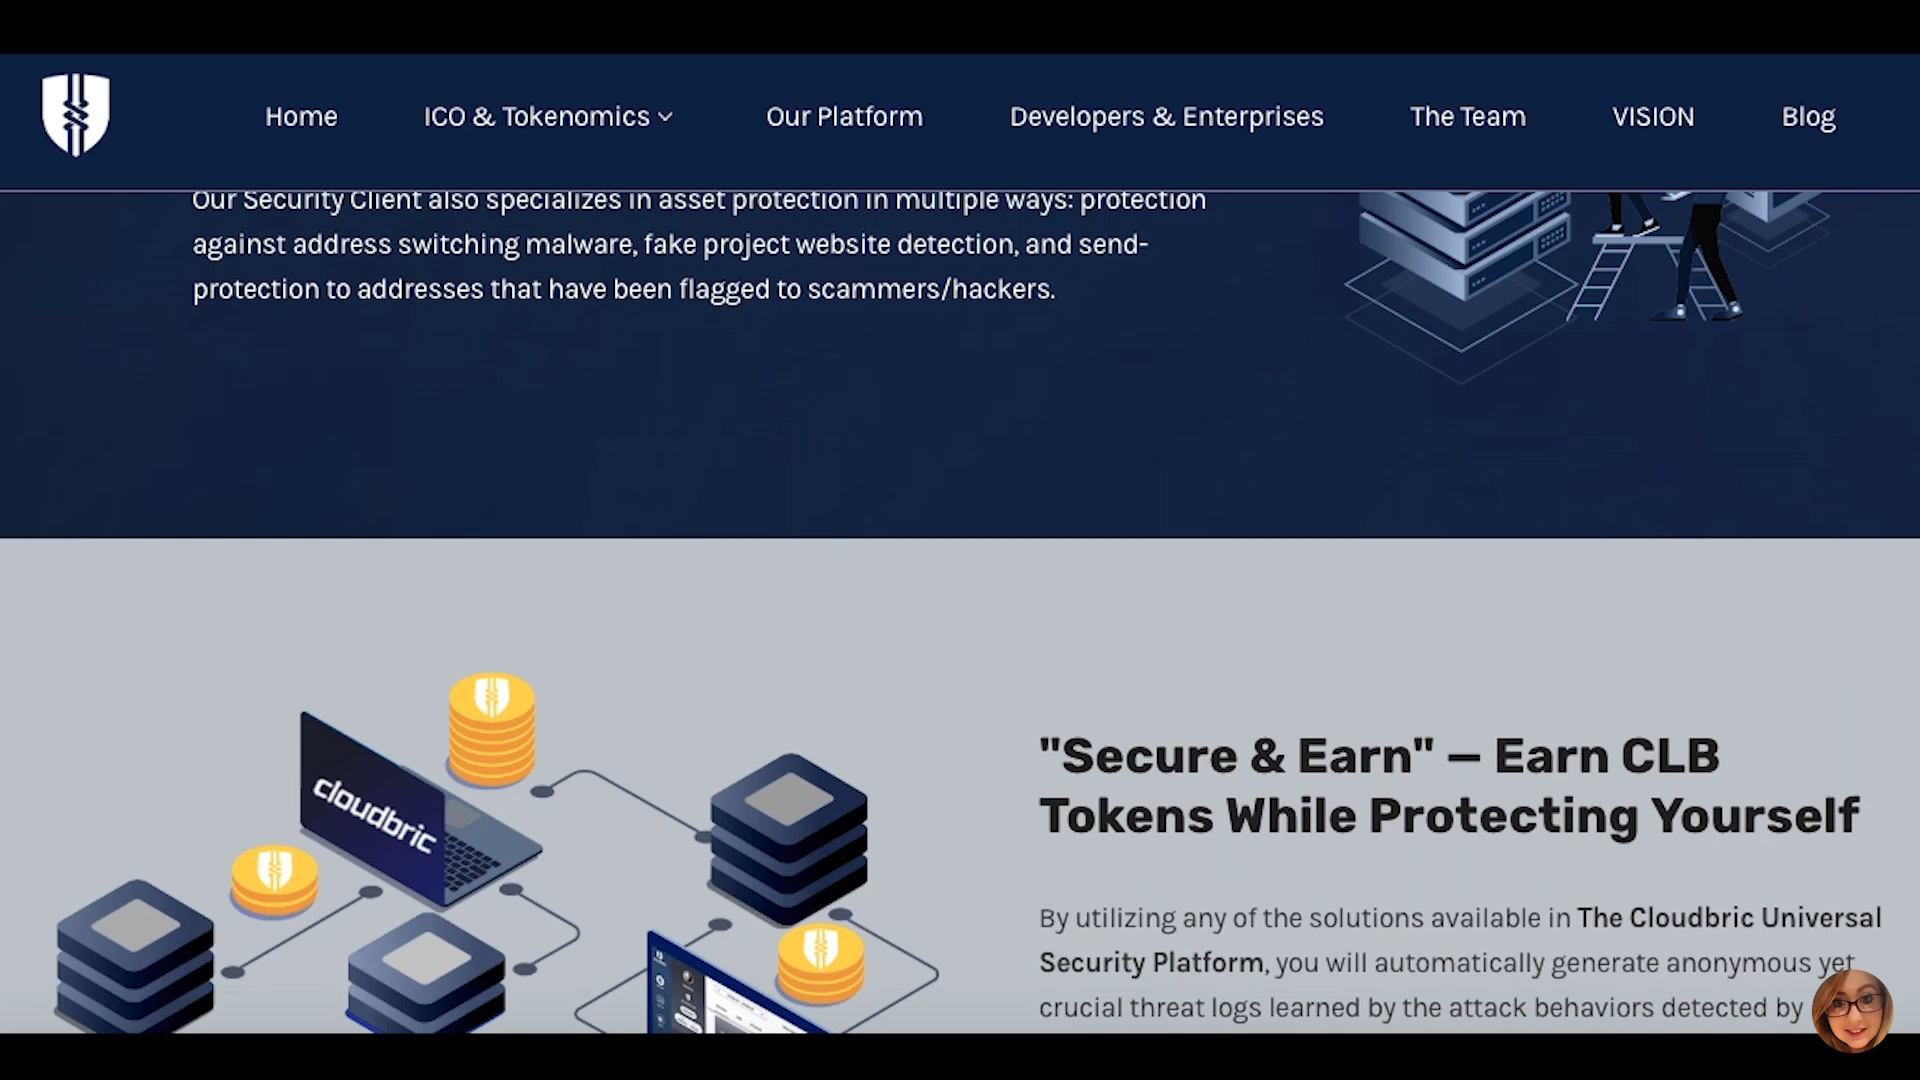 Home ICO & Tokenomics Our Platform Developers & Enterprises The Team VISION Blog
Our Security Client also specializes in asset protection in multiple ways: protection
against address switching malware, fake project website detection, and send-
protection to addresses that have been flagged to scammers/hackers.
cloudbric
"Secure & Earn" — Earn CLB
Tokens While Protecting Yourself
By utilizing any of the solutions available in The Cloudbric Universal
Security Platform, you will automatically generate anonymous yet
crucial threat logs learned by the attack behaviors detected by